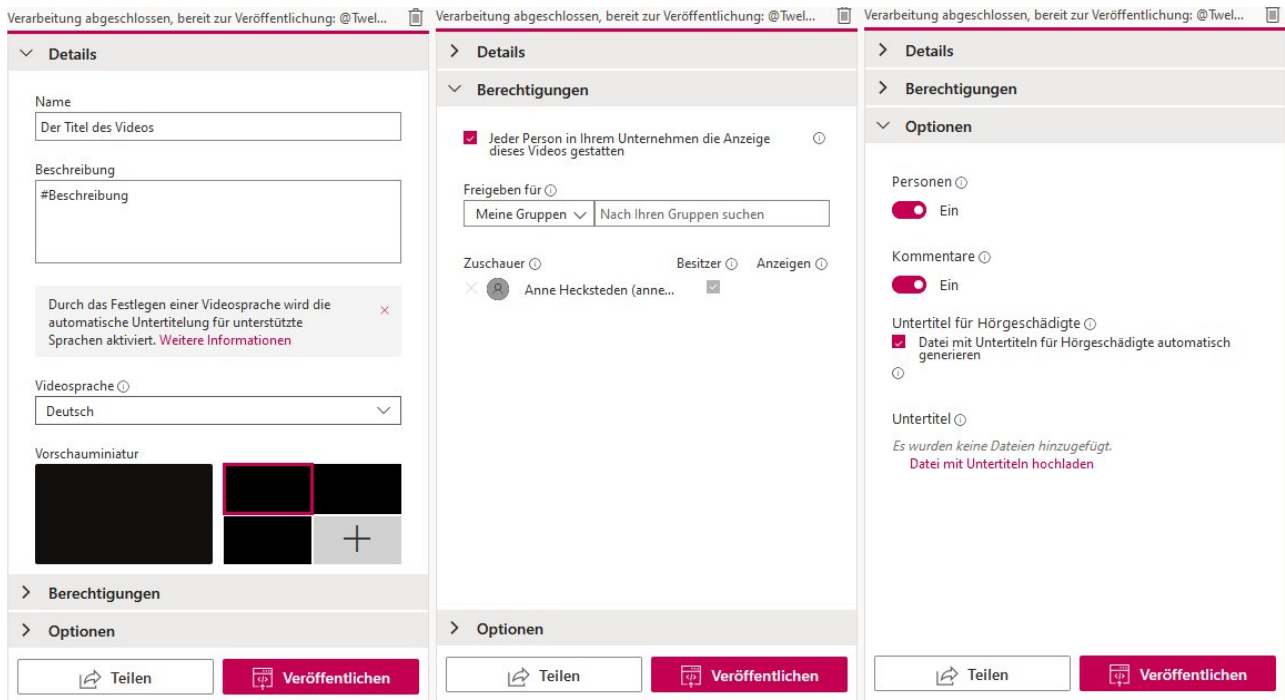 Verarbeitung abgeschlossen, bereit zur Veröffentlichung: @Twel...
Details
Name
Der Titel des Videos
Beschreibung
#Beschreibung
Durch das Festlegen einer Videosprache wird die
automatische Untertitelung für unterstützte
Sprachen aktiviert. Weitere Informationen
Videosprache
Deutsch
Vorschauminiatur
Berechtigungen
Optionen
Teilen
Veröffentlichen
Verarbeitung abgeschlossen, bereit zur Veröffentlichung: @Twel...
Details
Berechtigungen
Jeder Person in Ihrem Unternehmen die Anzeige
dieses Videos gestatten
Freigeben für
Meine Gruppen
Nach Ihren Gruppen suchen
Zuschauer Besitzer Anzeigen
Anne Hecksteden (anne...
Optionen
Teilen
Veröffentlichen
Verarbeitung abgeschlossen, bereit zur Veröffentlichung: @Twel...
Details
Berechtigungen
Optionen
Personen
Ein
Kommentare
Ein
Untertitel für Hörgeschädigte
Datei mit Untertiteln für Hörgeschädigte automatisch
generieren
Untertitel
Es wurden keine Dateien hinzugefügt.
Datei mit Untertiteln hochladen
Teilen
Veröffentlichen